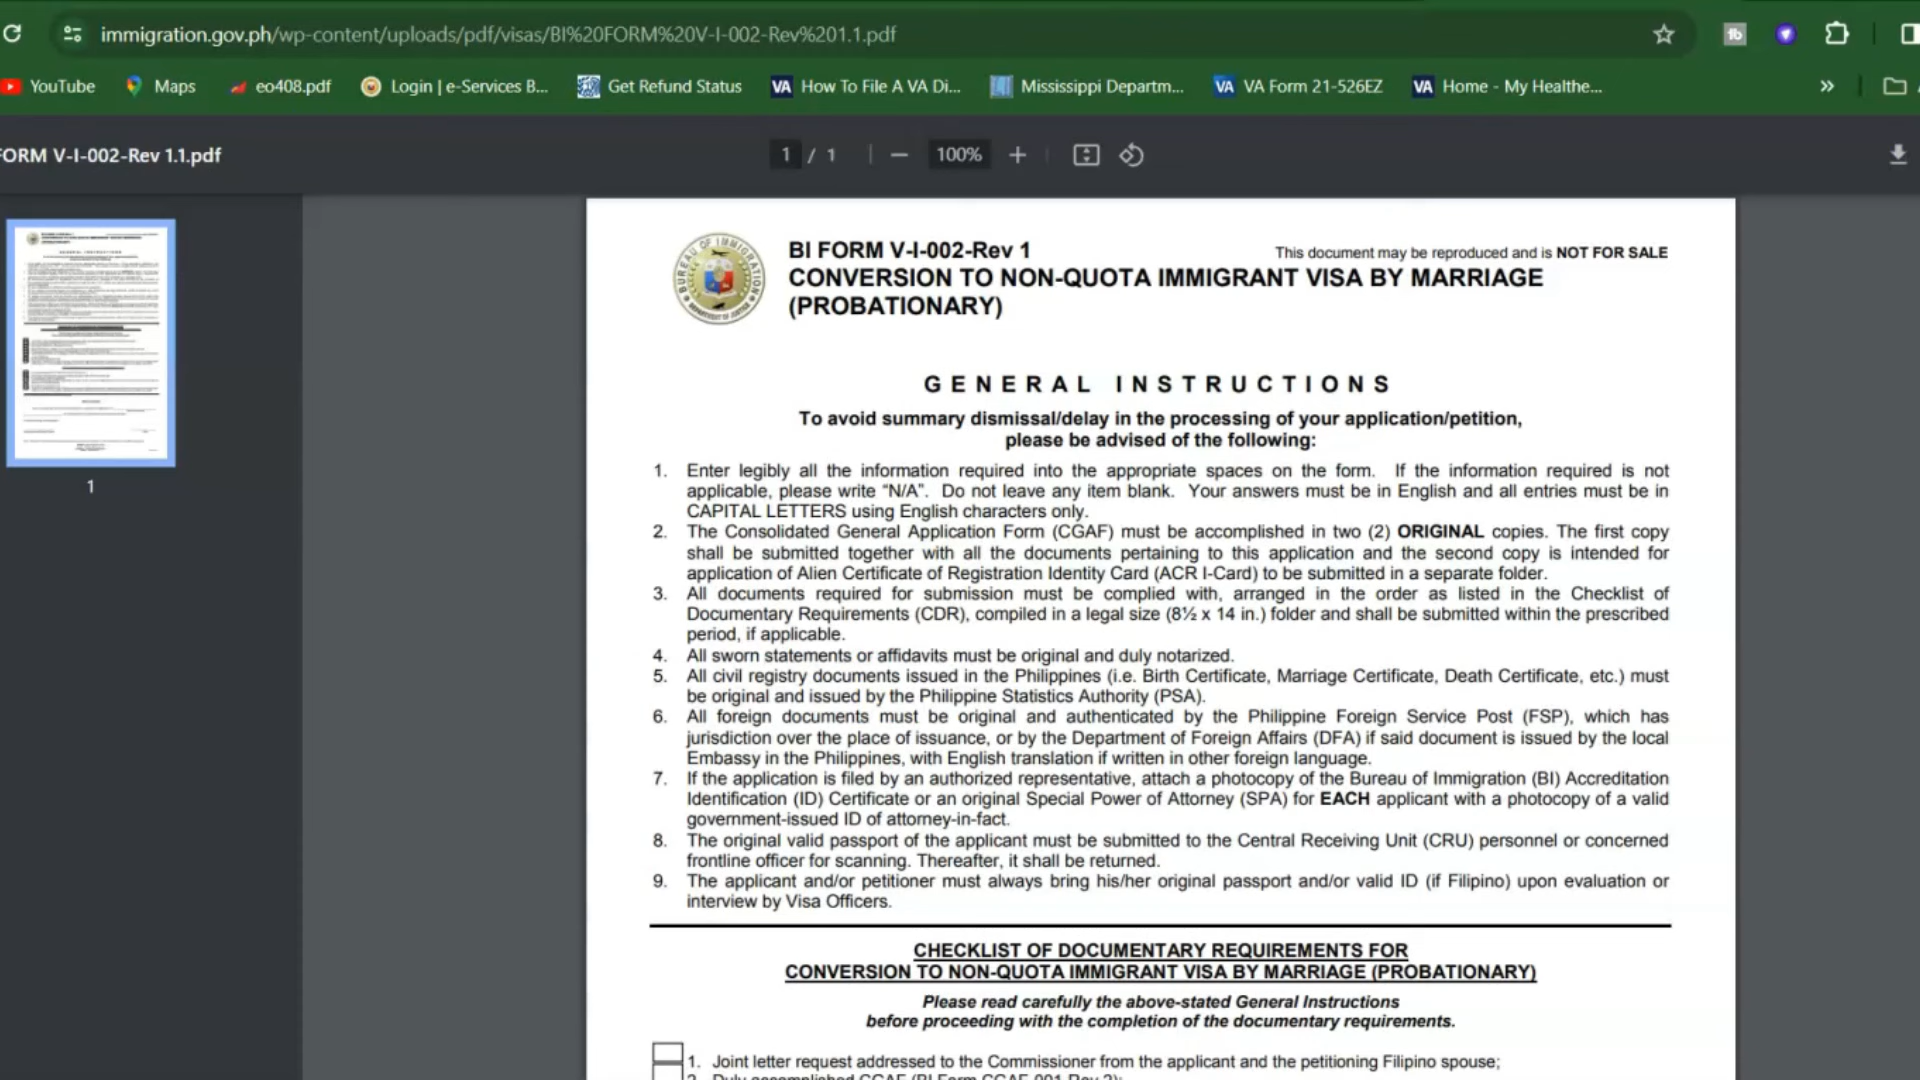 immigration.gov.ph/wp-content/uploads/pdf/visas/BI%20FORM%20V-I-002-Rev%201.1.pdf
YouTube Maps eo408.pdf Login | e-Services B... Get Refund Status How To File A VA Di... Mississippi Departm... VA Form 21-526EZ Home - My Healthe...
FORM V-I-002-Rev 1.1.pdf 1 / 1 100%
1
BI FORM V-I-002-Rev 1
This document may be reproduced and is NOT FOR SALE
CONVERSION TO NON-QUOTA IMMIGRANT VISA BY MARRIAGE
(PROBATIONARY)
BUREAU OF IMMIGRATION
DEPARTMENT OF JUSTICE
GENERAL INSTRUCTIONS
To avoid summary dismissal/delay in the processing of your application/petition,
please be advised of the following:
1. Enter legibly all the information required into the appropriate spaces on the form. If the information required is not
applicable, please write “N/A”. Do not leave any item blank. Your answers must be in English and all entries must be in
CAPITAL LETTERS using English characters only.
2. The Consolidated General Application Form (CGAF) must be accomplished in two (2) ORIGINAL copies. The first copy
shall be submitted together with all the documents pertaining to this application and the second copy is intended for
application of Alien Certificate of Registration Identity Card (ACR I-Card) to be submitted in a separate folder.
3. All documents required for submission must be complied with, arranged in the order as listed in the Checklist of
Documentary Requirements (CDR), compiled in a legal size (8½ x 14 in.) folder and shall be submitted within the prescribed
period, if applicable.
4. All sworn statements or affidavits must be original and duly notarized.
5. All civil registry documents issued in the Philippines (i.e. Birth Certificate, Marriage Certificate, Death Certificate, etc.) must
be original and issued by the Philippine Statistics Authority (PSA).
6. All foreign documents must be original and authenticated by the Philippine Foreign Service Post (FSP), which has
jurisdiction over the place of issuance, or by the Department of Foreign Affairs (DFA) if said document is issued by the local
Embassy in the Philippines, with English translation if written in other foreign language.
7. If the application is filed by an authorized representative, attach a photocopy of the Bureau of Immigration (BI) Accreditation
Identification (ID) Certificate or an original Special Power of Attorney (SPA) for EACH applicant with a photocopy of a valid
government-issued ID of attorney-in-fact.
8. The original valid passport of the applicant must be submitted to the Central Receiving Unit (CRU) personnel or concerned
frontline officer for scanning. Thereafter, it shall be returned.
9. The applicant and/or petitioner must always bring his/her original passport and/or valid ID (if Filipino) upon evaluation or
interview by Visa Officers.
CHECKLIST OF DOCUMENTARY REQUIREMENTS FOR
CONVERSION TO NON-QUOTA IMMIGRANT VISA BY MARRIAGE (PROBATIONARY)
Please read carefully the above-stated General Instructions
before proceeding with the completion of the documentary requirements.
1. Joint letter request addressed to the Commissioner from the applicant and the petitioning Filipino spouse;
2. Duly accomplished CGAF (BI Form CGAF-001-Rev 2);